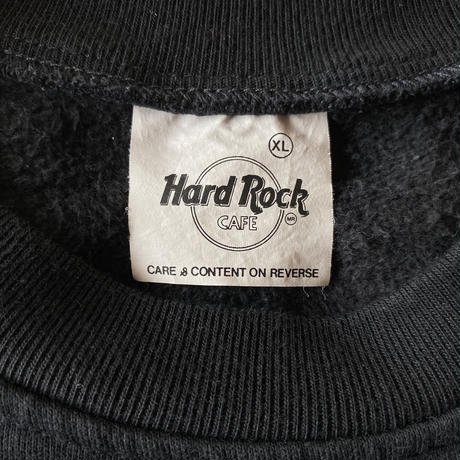 XL
Hard Rock
CAFE MR
CARE & CONTENT ON REVERSE